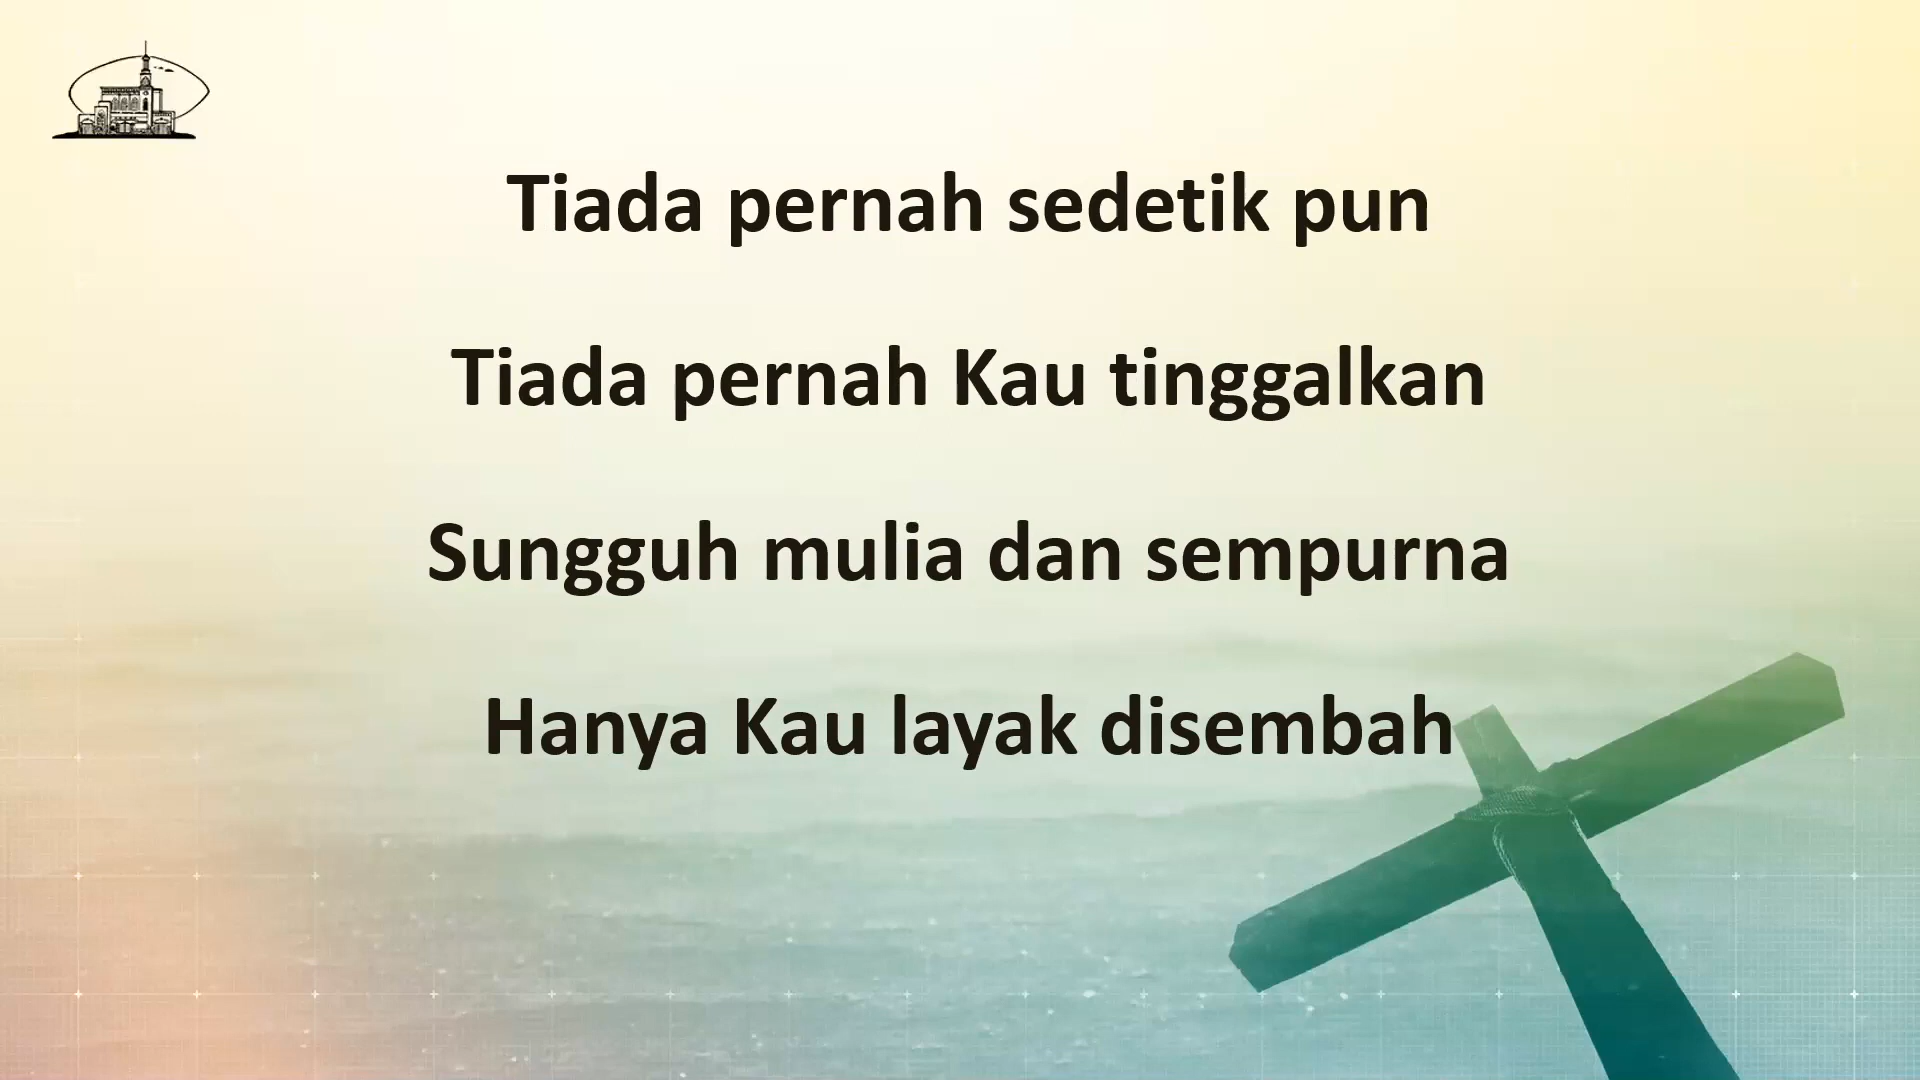 Tiada pernah sedetik pun
Tiada pernah Kau tinggalkan
Sungguh mulia dan sempurna
Hanya Kau layak disembah